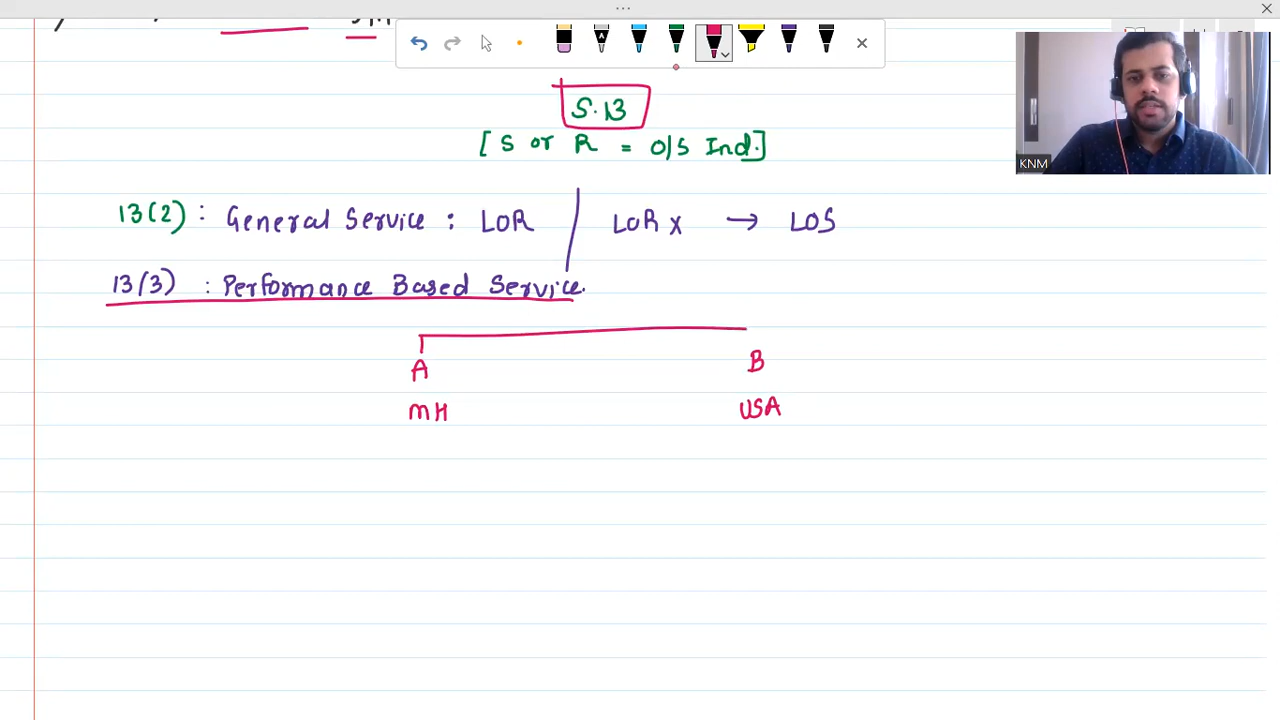 S.13
[S or R = O/S Ind.]
13(2) : General Service : LOR | LOR x → LOS
13(3) : Performance Based Service.
A B
MH USA
KNM